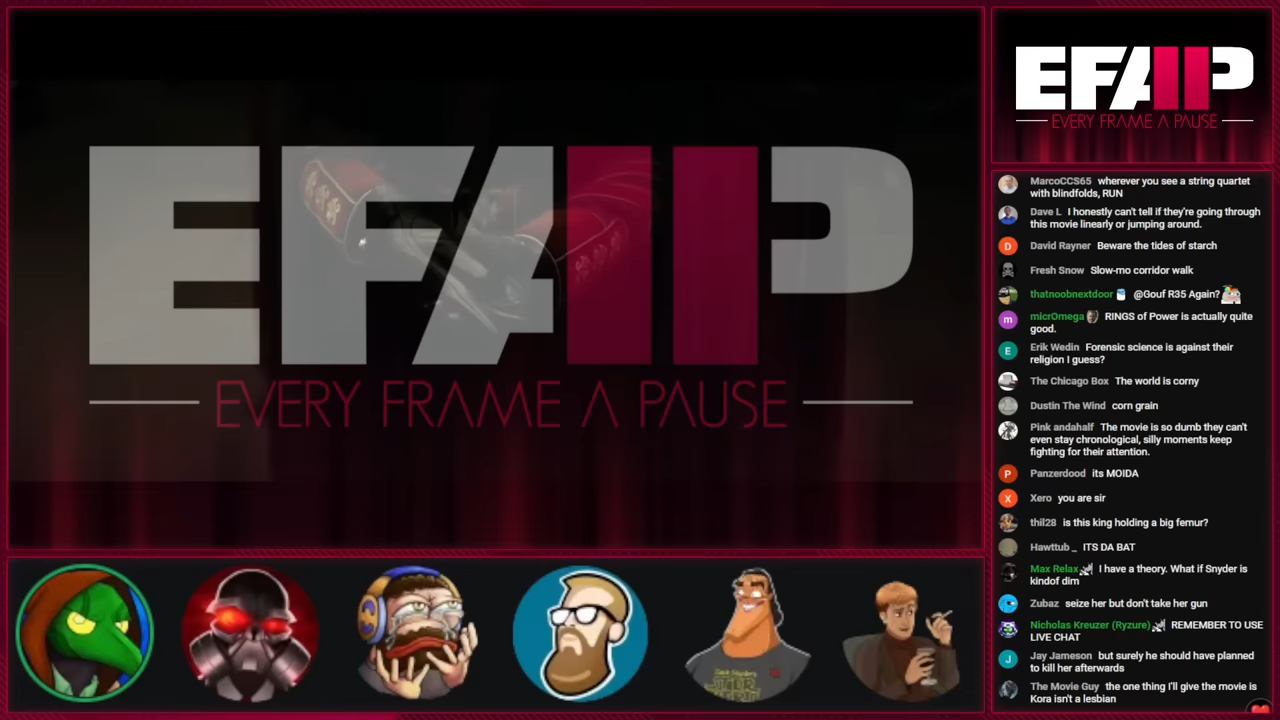 EFAP
EVERY FRAME A PAUSE
EFAP
EVERY FRAME A PAUSE
MarcoCCS65 wherever you see a string quartet
with blindfolds, RUN
Dave L I honestly can't tell if they're going through
this movie linearly or jumping around.
David Rayner Beware the tides of starch
Fresh Snow Slow-mo corridor walk
thatnoobnextdoor @Gouf R35 Again?
micrOmega RINGS of Power is actually quite
good.
Erik Wedin Forensic science is against their
religion I guess?
The Chicago Box The world is corny
Dustin The Wind corn grain
Pink andahalf The movie is so dumb they can't
even stay chronological, silly moments keep
fighting for their attention.
Panzerdood its MOIDA
Xero you are sir
thil28 is this king holding a big femur?
Hawttub_ ITS DA BAT
Max Relax I have a theory. What if Snyder is
kindof dim
Zubaz seize her but don't take her gun
Nicholas Kreuzer (Ryzure) REMEMBER TO USE
LIVE CHAT
Jay Jameson but surely he should have planned
to kill her afterwards
The Movie Guy the one thing I'll give the movie is
Kora isn't a lesbian